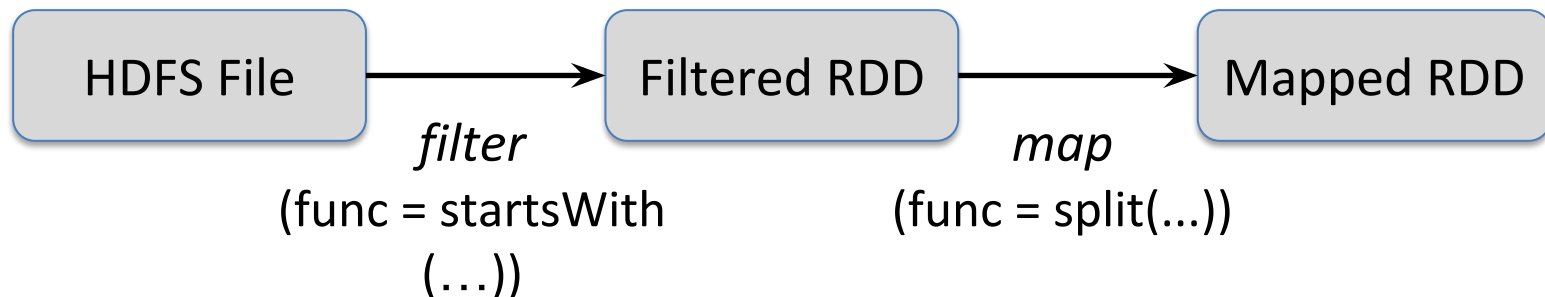 HDFS File
Filtered RDD
Mapped RDD
filter
(func = startsWith
(...))
map
(func = split(...))